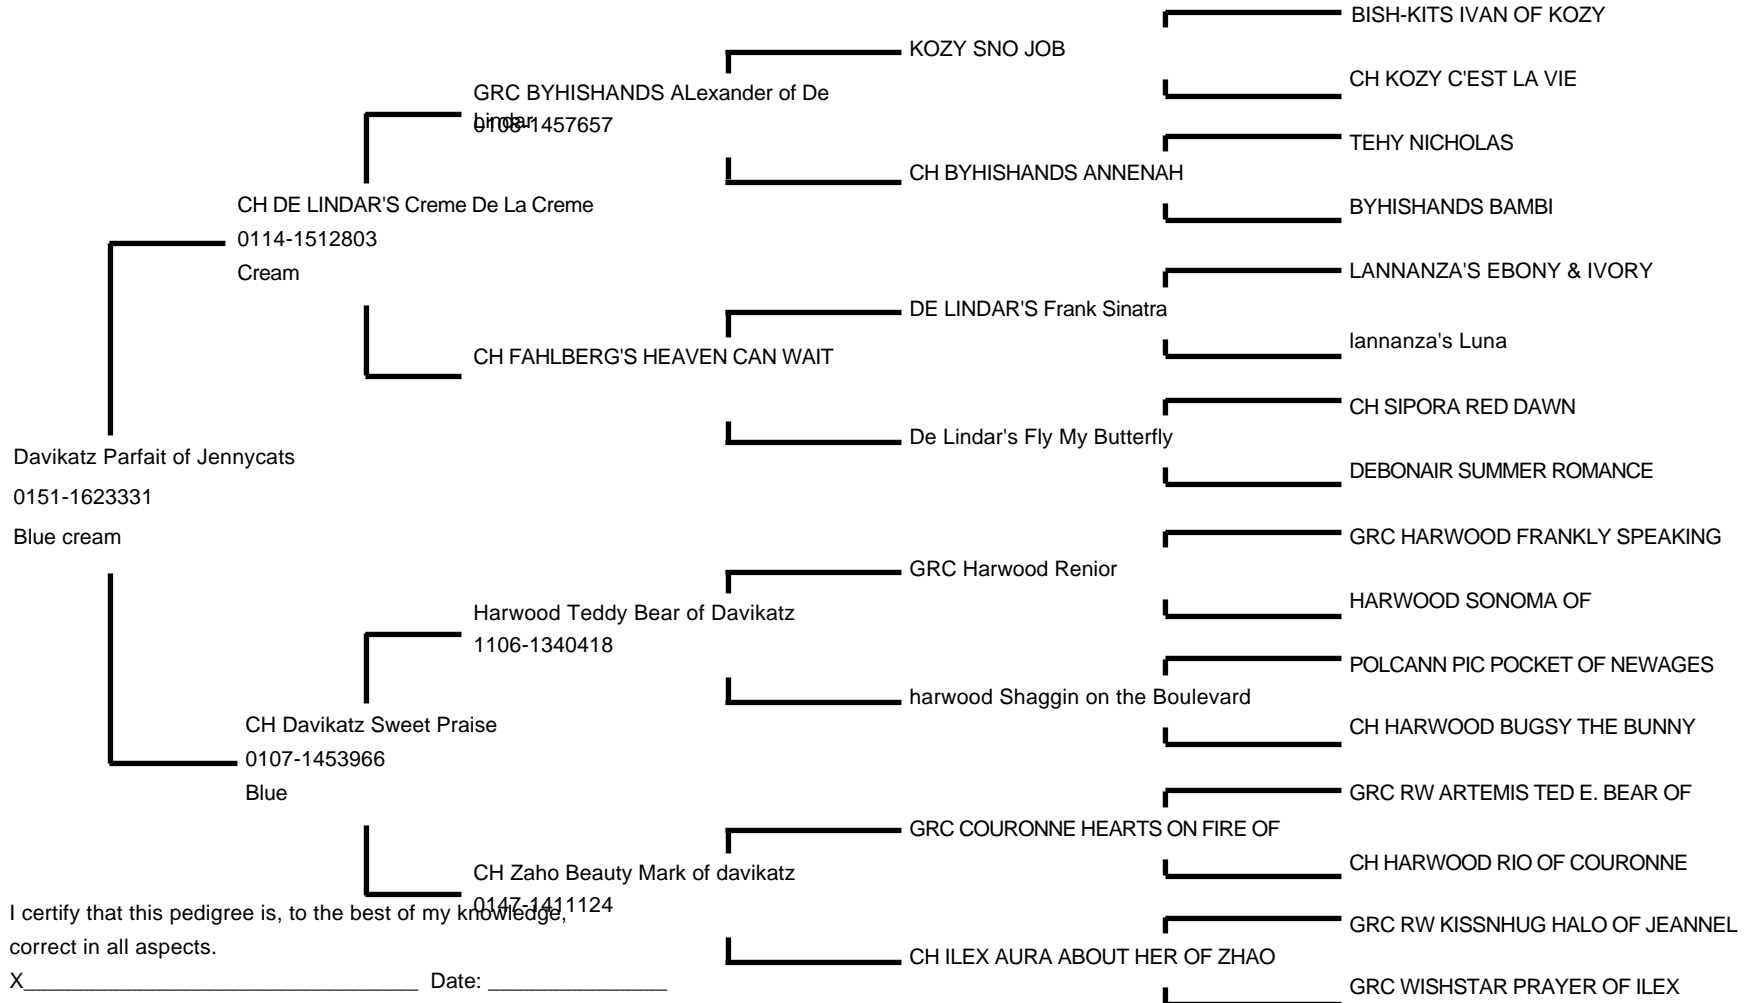 BISH-KITS IVAN OF KOZY
KOZY SNO JOB
CH KOZY C'EST LA VIE
GRC BYHISHANDS ALexander of De
Lindar
0108-1457657
TEHY NICHOLAS
CH BYHISHANDS ANNENAH
BYHISHANDS BAMBI
CH DE LINDAR'S Creme De La Creme
0114-1512803
Cream
LANNANZA'S EBONY & IVORY
DE LINDAR'S Frank Sinatra
lannanza's Luna
CH FAHLBERG'S HEAVEN CAN WAIT
CH SIPORA RED DAWN
De Lindar's Fly My Butterfly
DEBONAIR SUMMER ROMANCE
Davikatz Parfait of Jennycats
0151-1623331
Blue cream
GRC HARWOOD FRANKLY SPEAKING
GRC Harwood Renior
HARWOOD SONOMA OF
Harwood Teddy Bear of Davikatz
1106-1340418
POLCANN PIC POCKET OF NEWAGES
harwood Shaggin on the Boulevard
CH HARWOOD BUGSY THE BUNNY
CH Davikatz Sweet Praise
0107-1453966
Blue
GRC RW ARTEMIS TED E. BEAR OF
GRC COURONNE HEARTS ON FIRE OF
CH HARWOOD RIO OF COURONNE
CH Zaho Beauty Mark of davikatz
0147-1411124
GRC RW KISSNHUG HALO OF JEANNEL
CH ILEX AURA ABOUT HER OF ZHAO
GRC WISHSTAR PRAYER OF ILEX
I certify that this pedigree is, to the best of my knowledge,
correct in all aspects.
X_________________________________ Date: _______________